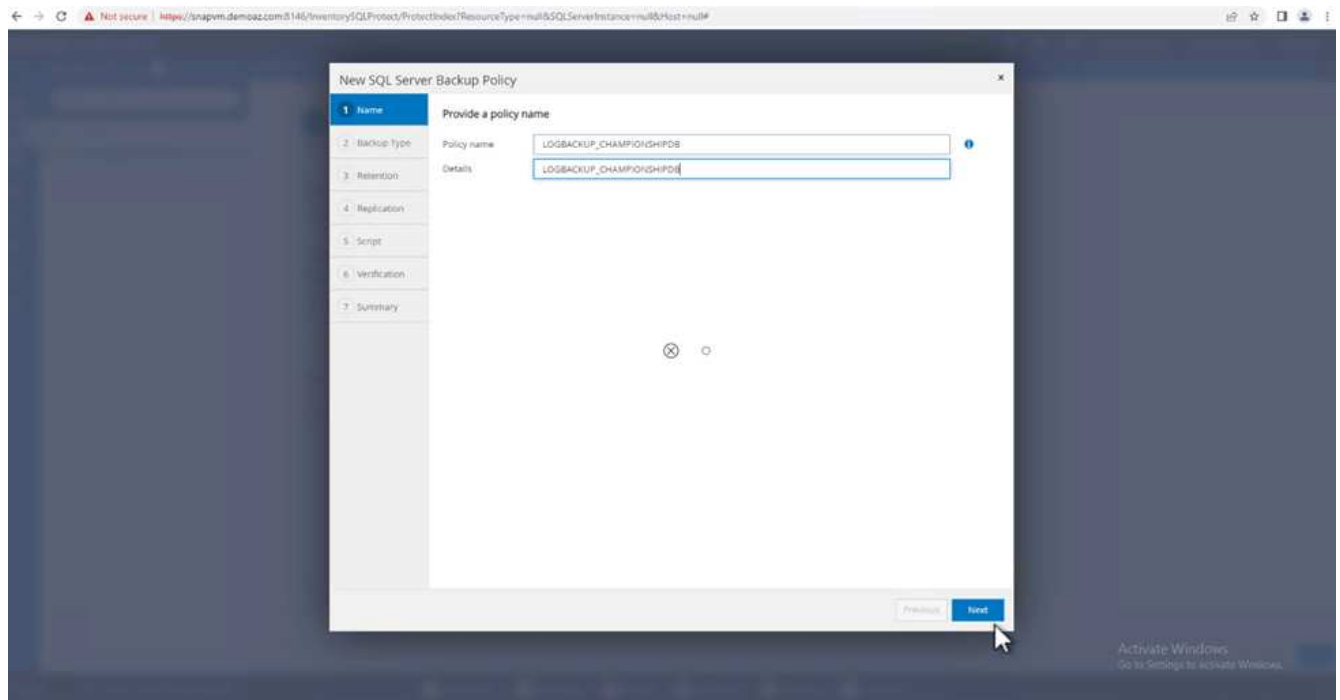 Not secure | https://snapvm.demoaz.com:8146/InventorySQLProtect/ProtectIndex?ResourceType=null&SQLServerInstance=null&Host=null#
New SQL Server Backup Policy
1 Name
Provide a policy name
2 Backup Type
Policy name LOGBACKUP_CHAMPIONSHIPDB
3 Retention
Details LOGBACKUP_CHAMPIONSHIPDB
4 Replication
5 Script
6 Verification
7 Summary
Previous Next
Activate Windows
Go to Settings to activate Windows.